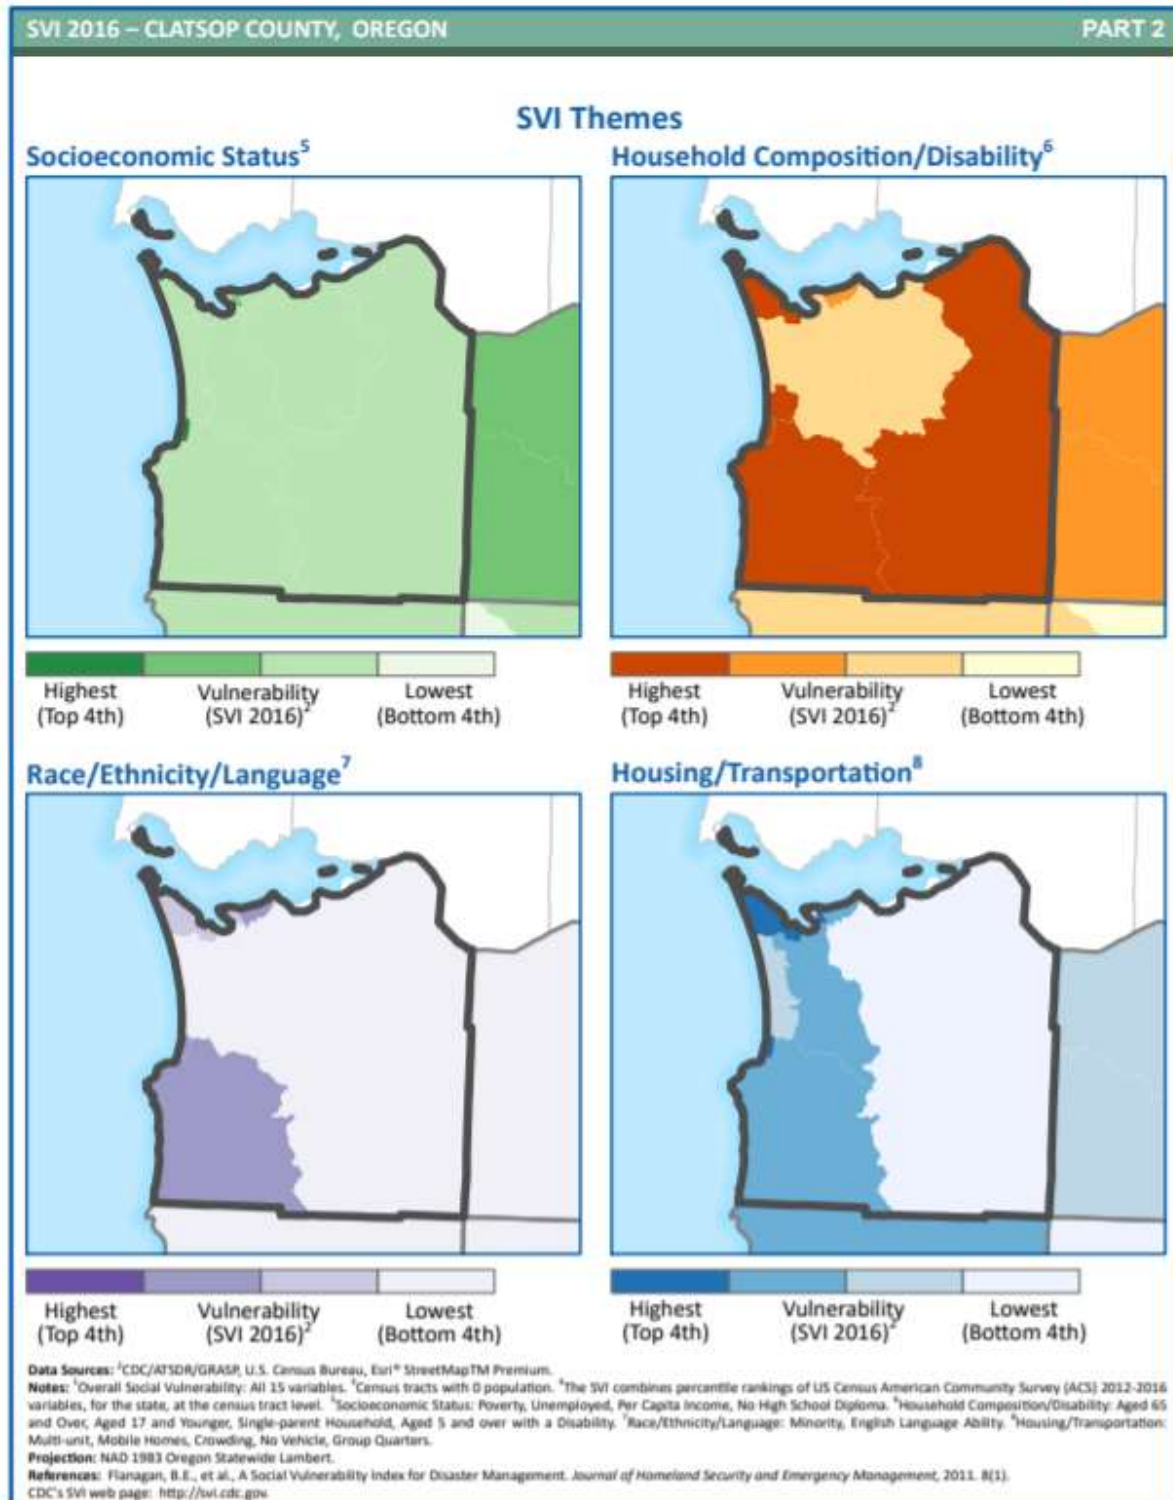 SVI 2016 – CLATSOP COUNTY, OREGON PART 2
SVI Themes
Socioeconomic Status⁵ Household Composition/Disability⁶
Highest (Top 4th) Vulnerability (SVI 2016)² Lowest (Bottom 4th)
Highest (Top 4th) Vulnerability (SVI 2016)² Lowest (Bottom 4th)
Race/Ethnicity/Language⁷ Housing/Transportation⁸
Highest (Top 4th) Vulnerability (SVI 2016)² Lowest (Bottom 4th)
Highest (Top 4th) Vulnerability (SVI 2016)² Lowest (Bottom 4th)
Data Sources: ²CDC/ATSDR/GRASP, U.S. Census Bureau, Esri® StreetMapTM Premium.
Notes: ¹Overall Social Vulnerability: All 15 variables. ³Census tracts with 0 population. ⁴The SVI combines percentile rankings of US Census American Community Survey (ACS) 2012-2016
variables, for the state, at the census tract level. ⁵Socioeconomic Status: Poverty, Unemployed, Per Capita Income, No High School Diploma. ⁶Household Composition/Disability: Aged 65
and Over, Aged 17 and Younger, Single-parent Household, Aged 5 and over with a Disability. ⁷Race/Ethnicity/Language: Minority, English Language Ability. ⁸Housing/Transportation:
Multi-unit, Mobile Homes, Crowding, No Vehicle, Group Quarters.
Projection: NAD 1983 Oregon Statewide Lambert.
References: Flanagan, B.E., et al., A Social Vulnerability Index for Disaster Management. Journal of Homeland Security and Emergency Management, 2011. 8(1).
CDC's SVI web page: http://svi.cdc.gov